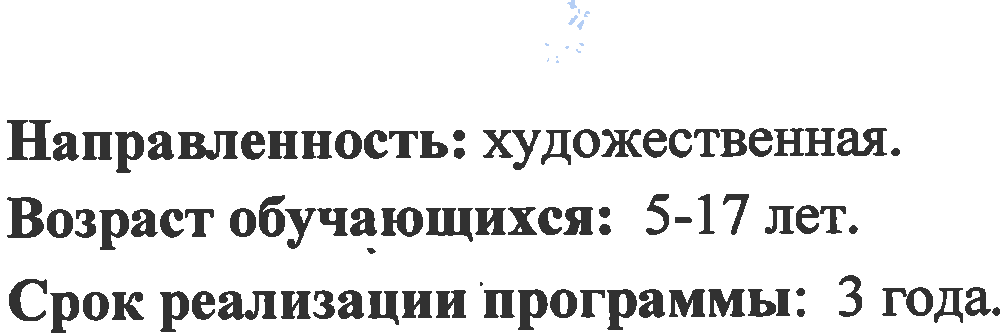 Направленность: художественная.
Возраст обучающихся: 5-17 лет.
Срок реализации программы: 3 года.